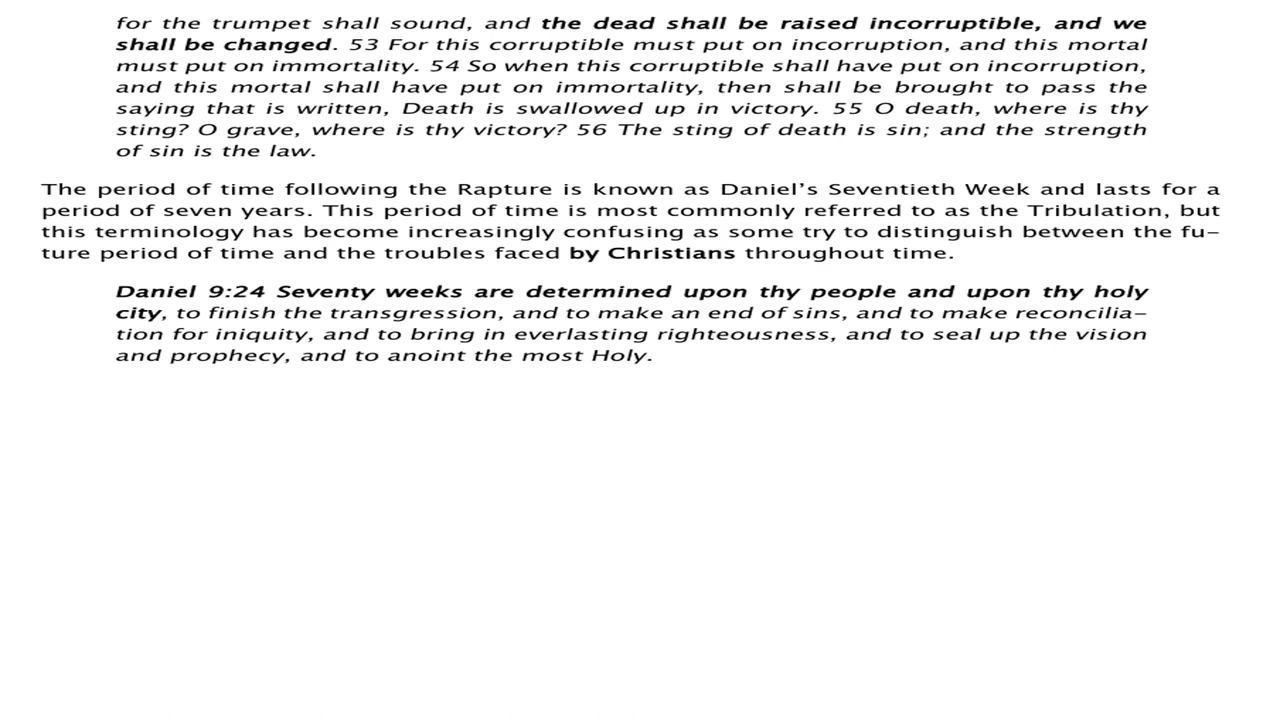 for the trumpet shall sound, and the dead shall be raised incorruptible, and we
shall be changed. 53 For this corruptible must put on incorruption, and this mortal
must put on immortality. 54 So when this corruptible shall have put on incorruption,
and this mortal shall have put on immortality, then shall be brought to pass the
saying that is written, Death is swallowed up in victory. 55 O death, where is thy
sting? O grave, where is thy victory? 56 The sting of death is sin; and the strength
of sin is the law.
The period of time following the Rapture is known as Daniel’s Seventieth Week and lasts for a
period of seven years. This period of time is most commonly referred to as the Tribulation, but
this terminology has become increasingly confusing as some try to distinguish between the fu-
ture period of time and the troubles faced by Christians throughout time.
Daniel 9:24 Seventy weeks are determined upon thy people and upon thy holy
city, to finish the transgression, and to make an end of sins, and to make reconcilia-
tion for iniquity, and to bring in everlasting righteousness, and to seal up the vision
and prophecy, and to anoint the most Holy.